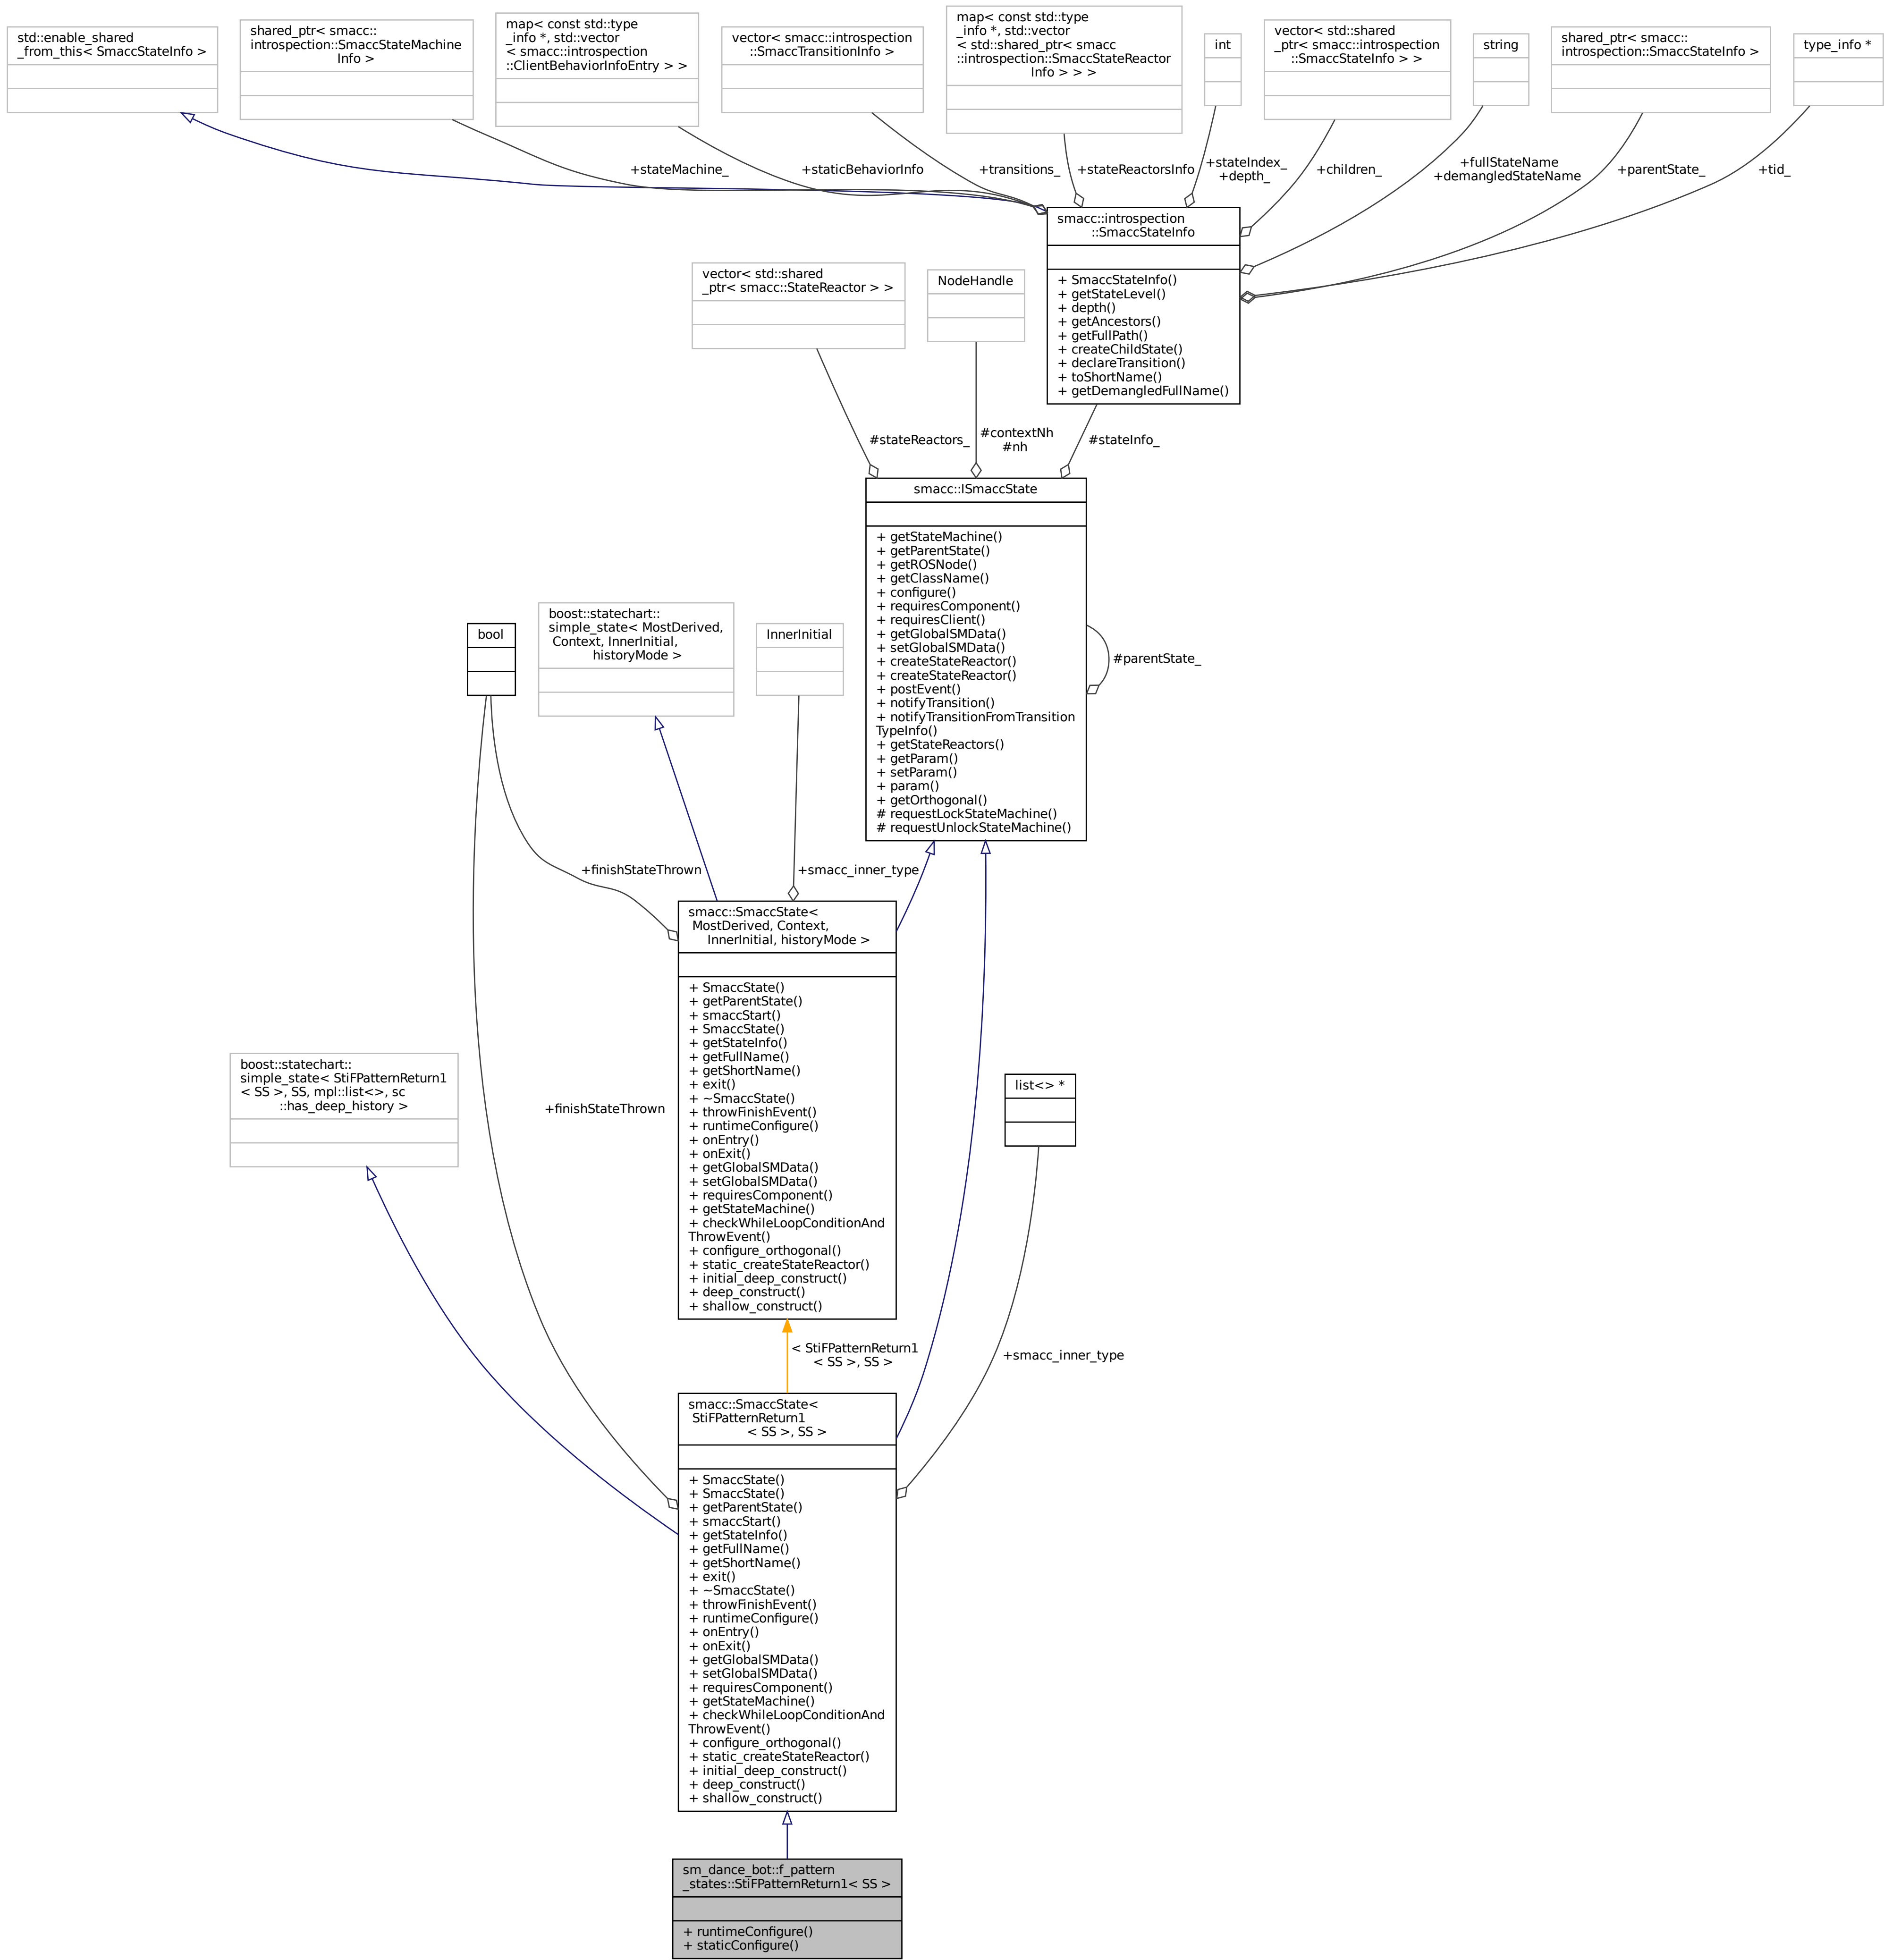 std::enable_shared
_from_this< SmaccStateInfo >
shared_ptr< smacc::
introspection::SmaccStateMachine
Info >
map< const std::type
_info *, std::vector
< smacc::introspection
::ClientBehaviorInfoEntry > >
vector< smacc::introspection
::SmaccTransitionInfo >
map< const std::type
_info *, std::vector
< std::shared_ptr< smacc
::introspection::SmaccStateReactor
Info > > >
int
vector< std::shared
_ptr< smacc::introspection
::SmaccStateInfo > >
string
shared_ptr< smacc::
introspection::SmaccStateInfo >
type_info *
+stateMachine_
+staticBehaviorInfo
+transitions_
+stateReactorsInfo
+stateIndex_
+depth_
+children_
+fullStateName
+demangledStateName
+parentState_
+tid_
smacc::introspection
::SmaccStateInfo
+ SmaccStateInfo()
+ getStateLevel()
+ depth()
+ getAncestors()
+ getFullPath()
+ createChildState()
+ declareTransition()
+ toShortName()
+ getDemangledFullName()
vector< std::shared
_ptr< smacc::StateReactor > >
NodeHandle
#stateReactors_
#contextNh
#nh
#stateInfo_
smacc::ISmaccState
+ getStateMachine()
+ getParentState()
+ getROSNode()
+ getClassName()
+ configure()
+ requiresComponent()
+ requiresClient()
+ getGlobalSMData()
+ setGlobalSMData()
+ createStateReactor()
+ createStateReactor()
+ postEvent()
+ notifyTransition()
+ notifyTransitionFromTransition
TypeInfo()
+ getStateReactors()
+ getParam()
+ setParam()
+ param()
+ getOrthogonal()
# requestLockStateMachine()
# requestUnlockStateMachine()
#parentState_
bool
boost::statechart::
simple_state< MostDerived,
Context, InnerInitial,
historyMode >
InnerInitial
+finishStateThrown
+smacc_inner_type
smacc::SmaccState<
MostDerived, Context,
InnerInitial, historyMode >
+ SmaccState()
+ getParentState()
+ smaccStart()
+ SmaccState()
+ getStateInfo()
+ getFullName()
+ getShortName()
+ exit()
+ ~SmaccState()
+ throwFinishEvent()
+ runtimeConfigure()
+ onEntry()
+ onExit()
+ getGlobalSMData()
+ setGlobalSMData()
+ requiresComponent()
+ getStateMachine()
+ checkWhileLoopConditionAnd
ThrowEvent()
+ configure_orthogonal()
+ static_createStateReactor()
+ initial_deep_construct()
+ deep_construct()
+ shallow_construct()
boost::statechart::
simple_state< StiFPatternReturn1
< SS >, SS, mpl::list<>, sc
::has_deep_history >
+finishStateThrown
list<> *
< StiFPatternReturn1
< SS >, SS >
+smacc_inner_type
smacc::SmaccState<
StiFPatternReturn1
< SS >, SS >
+ SmaccState()
+ SmaccState()
+ getParentState()
+ smaccStart()
+ getStateInfo()
+ getFullName()
+ getShortName()
+ exit()
+ ~SmaccState()
+ throwFinishEvent()
+ runtimeConfigure()
+ onEntry()
+ onExit()
+ getGlobalSMData()
+ setGlobalSMData()
+ requiresComponent()
+ getStateMachine()
+ checkWhileLoopConditionAnd
ThrowEvent()
+ configure_orthogonal()
+ static_createStateReactor()
+ initial_deep_construct()
+ deep_construct()
+ shallow_construct()
sm_dance_bot::f_pattern
_states::StiFPatternReturn1< SS >
+ runtimeConfigure()
+ staticConfigure()